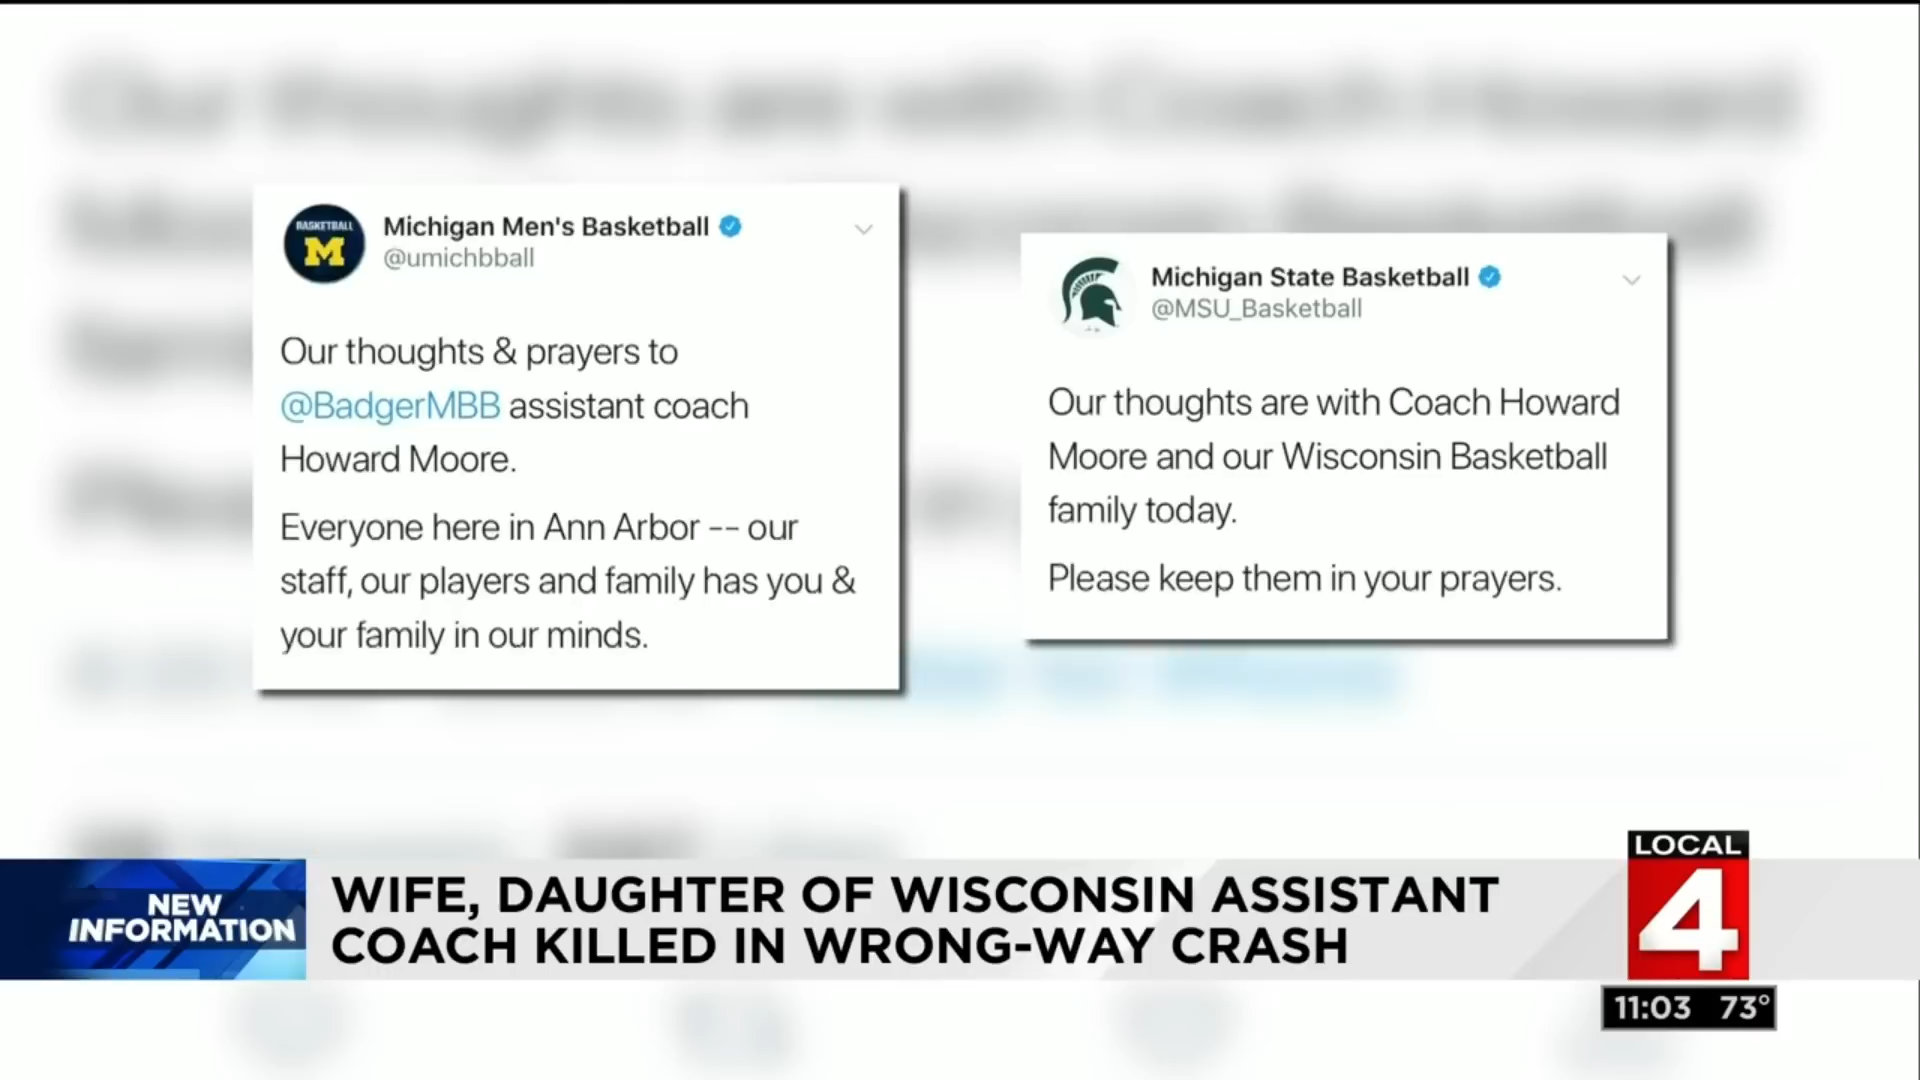 BASKETBALL
M
Michigan Men's Basketball
@umichbball
Our thoughts & prayers to
@BadgerMBB assistant coach
Howard Moore.
Everyone here in Ann Arbor -- our
staff, our players and family has you &
your family in our minds.
Michigan State Basketball
@MSU_Basketball
Our thoughts are with Coach Howard
Moore and our Wisconsin Basketball
family today.
Please keep them in your prayers.
NEW
INFORMATION
WIFE, DAUGHTER OF WISCONSIN ASSISTANT
COACH KILLED IN WRONG-WAY CRASH
LOCAL
4
11:03 73°